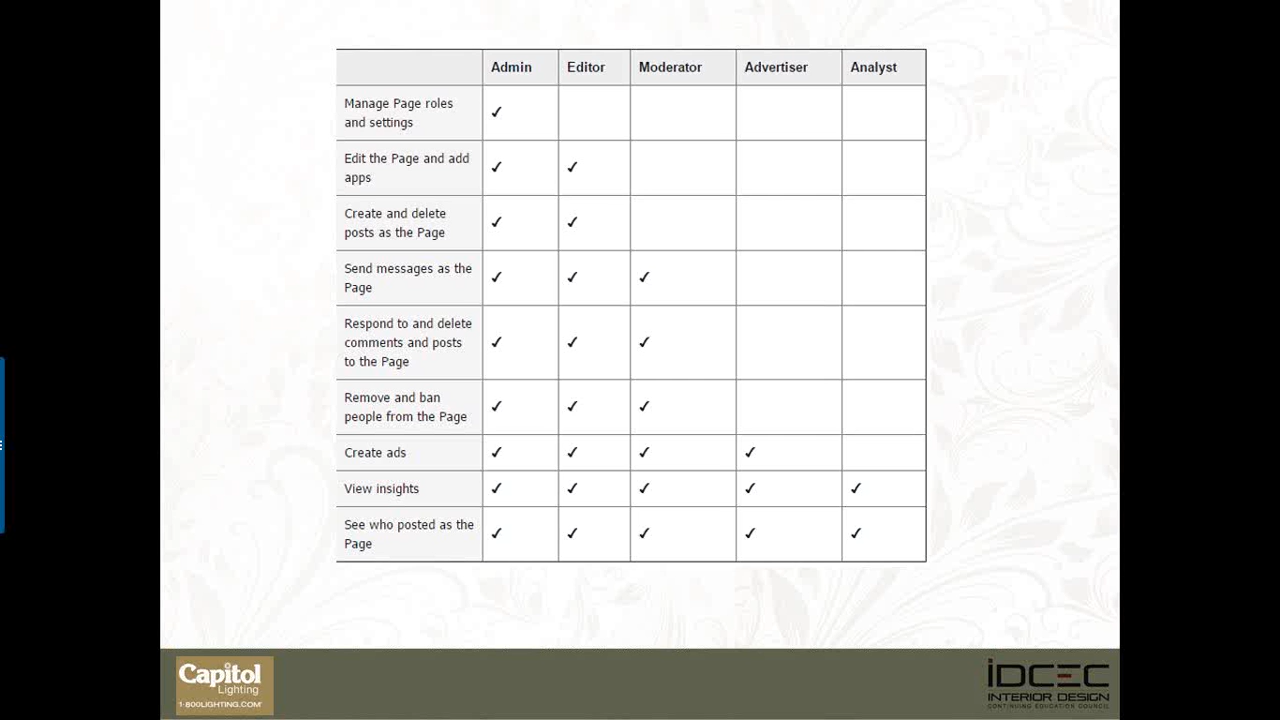 Admin Editor Moderator Advertiser Analyst
Manage Page roles
and settings ✓
Edit the Page and add
apps ✓ ✓
Create and delete
posts as the Page ✓ ✓
Send messages as the
Page ✓ ✓ ✓
Respond to and delete
comments and posts ✓ ✓ ✓
to the Page
Remove and ban
people from the Page ✓ ✓ ✓
Create ads ✓ ✓ ✓ ✓
View insights ✓ ✓ ✓ ✓ ✓
See who posted as the
Page ✓ ✓ ✓ ✓ ✓
Capitol
Lighting
1-800LIGHTING.COM
IDCEC
INTERIOR DESIGN
CONTINUING EDUCATION COUNCIL